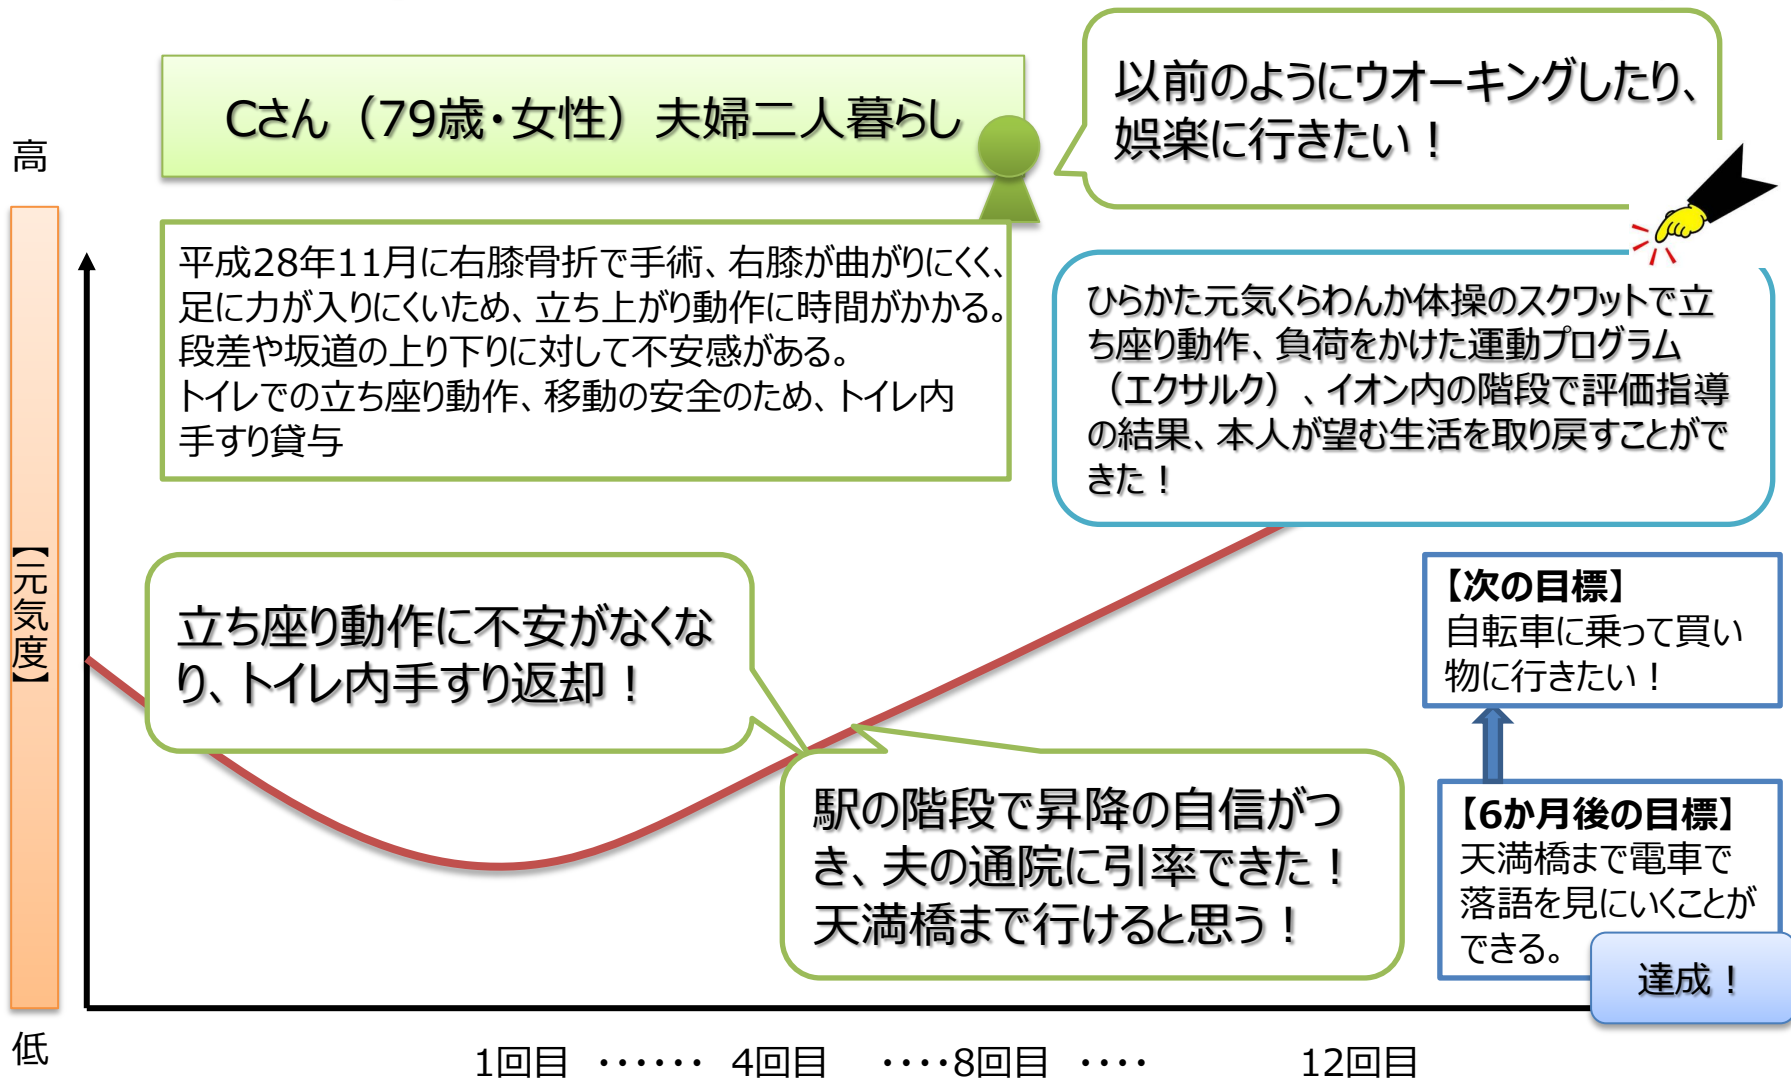 Cさん（79歳・女性）夫婦二人暮らし
以前のようにウオーキングしたり、
娯楽に行きたい！
高
平成28年11月に右膝骨折で手術、右膝が曲がりにくく、
足に力が入りにくいため、立ち上がり動作に時間がかかる。
段差や坂道の上り下りに対して不安感がある。
トイレでの立ち座り動作、移動の安全のため、トイレ内
手すり貸与
ひらかた元気くらわんか体操のスクワットで立
ち座り動作、負荷をかけた運動プログラム
（エクサルク）、イオン内の階段で評価指導
の結果、本人が望む生活を取り戻すことがで
きた！
【元気度】
立ち座り動作に不安がなくな
り、トイレ内手すり返却！
【次の目標】
自転車に乗って買い
物に行きたい！
駅の階段で昇降の自信がつ
き、夫の通院に引率できた！
天満橋まで行けると思う！
【6か月後の目標】
天満橋まで電車で
落語を見にいくことが
できる。
達成！
低
1回目 ・・・・・・ 4回目 ・・・・8回目 ・・・・ 12回目